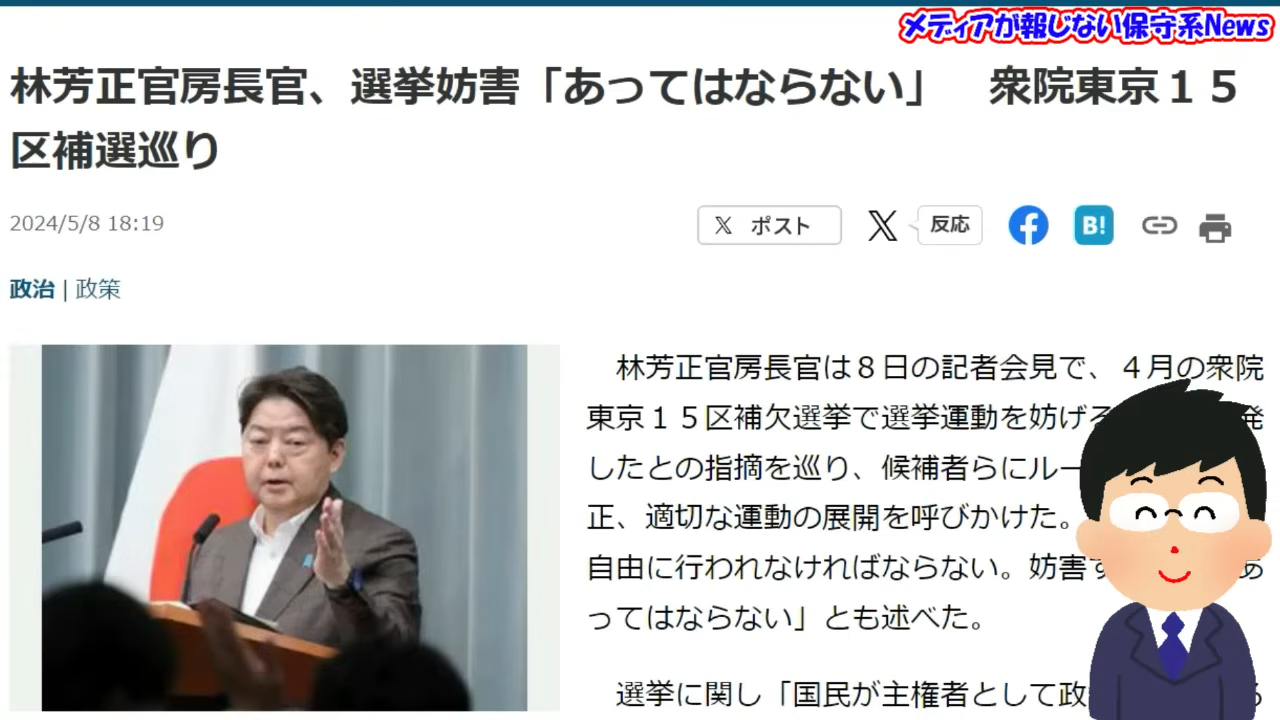 メディアが報じない保守系News
林芳正官房長官、選挙妨害「あってはならない」　衆院東京１５
区補選巡り
2024/5/8 18:19
X ポスト
X 反応
B!
政治 | 政策
林芳正官房長官は８日の記者会見で、４月の衆院
東京１５区補欠選挙で選挙運動を妨げ 発
したとの指摘を巡り、候補者らにルー
正、適切な運動の展開を呼びかけた。
自由に行われなければならない。妨害 あ
ってはならない」とも述べた。
選挙に関し「国民が主権者として政